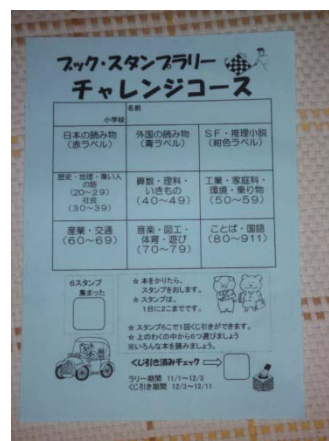 ブック・スタンプラリー
チャレンジコース
小学校
名前
日本の読み物
(赤ラベル)
外国の読み物
(青ラベル)
SF・推理小説
(紺色ラベル)
歴史・地理・偉い人
の話
(20~29)
社会
(30~39)
算数・理科・
いきもの
(40~49)
工業・家庭科・
環境・乗り物
(50~59)
産業・交通
(60~69)
音楽・図工・
体育・遊び
(70~79)
ことば・国語
(80~911)
6スタンプ
集まった
☆ 本をかりたら、
スタンプをおします。
☆ スタンプは、
1日に2こまでです。
☆ スタンプ6こで1回くじ引きができます。
☆ 上のわくの中から6つ選びましょう
※いろんな本を読みましょう。
くじ引き済みチェック
ラリー期間 11/1~12/3
くじ引き期間 12/3~12/11